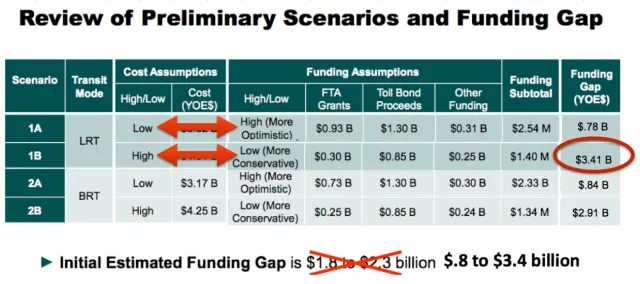 Review of Preliminary Scenarios and Funding Gap
Scenario Transit Mode Cost Assumptions Funding Assumptions Funding Subtotal Funding Gap (YOE$)
High/Low Cost (YOE$) High/Low FTA Grants Toll Bond Proceeds Other Funding
1A LRT Low High (More Optimistic) $0.93 B $1.30 B $0.31 B $2.54 M $.78 B
1B High Low (More Conservative) $0.30 B $0.85 B $0.25 B $1.40 M $3.41 B
2A BRT Low $3.17 B High (More Optimistic) $0.73 B $1.30 B $0.30 B $2.33 B $.84 B
2B High $4.25 B Low (More Conservative) $0.25 B $0.85 B $0.24 B $1.34 M $2.91 B
► Initial Estimated Funding Gap is $1.8 to $2.3 billion $.8 to $3.4 billion